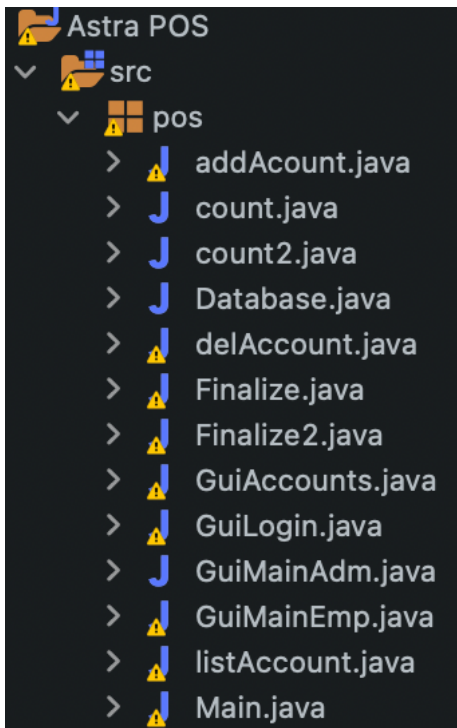 Astra POS
src
pos
addAcount.java
count.java
count2.java
Database.java
delAccount.java
Finalize.java
Finalize2.java
GuiAccounts.java
GuiLogin.java
GuiMainAdm.java
GuiMainEmp.java
listAccount.java
Main.java